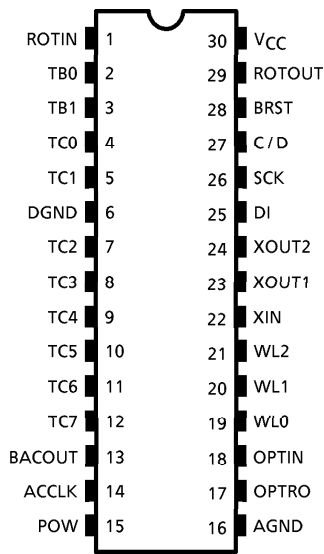 ROTIN 1 30 VCC
TB0 2 29 ROTOUT
TB1 3 28 BRST
TC0 4 27 C/D
TC1 5 26 SCK
DGND 6 25 DI
TC2 7 24 XOUT2
TC3 8 23 XOUT1
TC4 9 22 XIN
TC5 10 21 WL2
TC6 11 20 WL1
TC7 12 19 WL0
BACOUT 13 18 OPTIN
ACCLK 14 17 OPTRO
POW 15 16 AGND